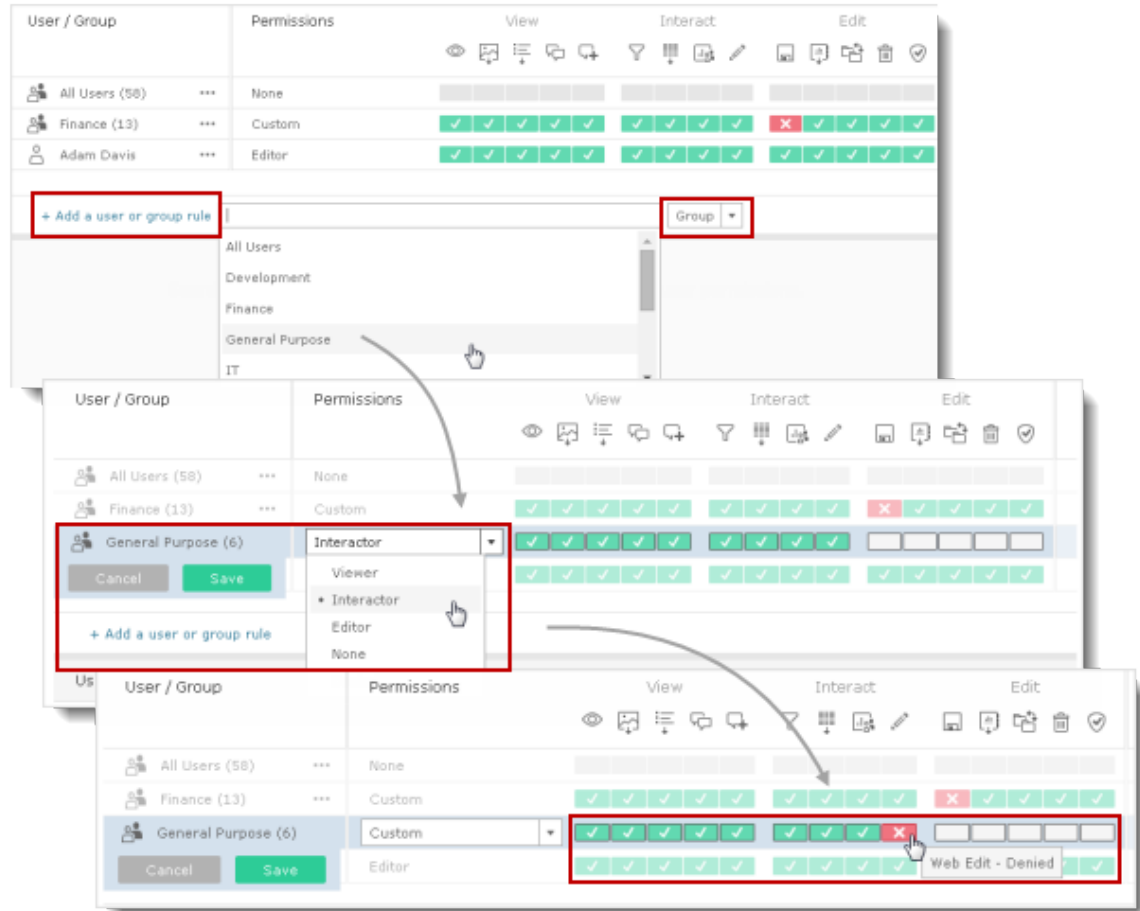 User / Group Permissions View Interact Edit
All Users (58) ••• None
Finance (13) ••• Custom
Adam Davis ••• Editor
+ Add a user or group rule Group
All Users
Development
Finance
General Purpose
IT
User / Group Permissions View Interact Edit
All Users (58) ••• None
Finance (13) ••• Custom
General Purpose (6) Interactor
Cancel Save
Viewer
• Interactor
Editor
None
+ Add a user or group rule
Us
User / Group Permissions View Interact Edit
All Users (58) ••• None
Finance (13) ••• Custom
General Purpose (6) Custom
Cancel Save Editor
Web Edit - Denied